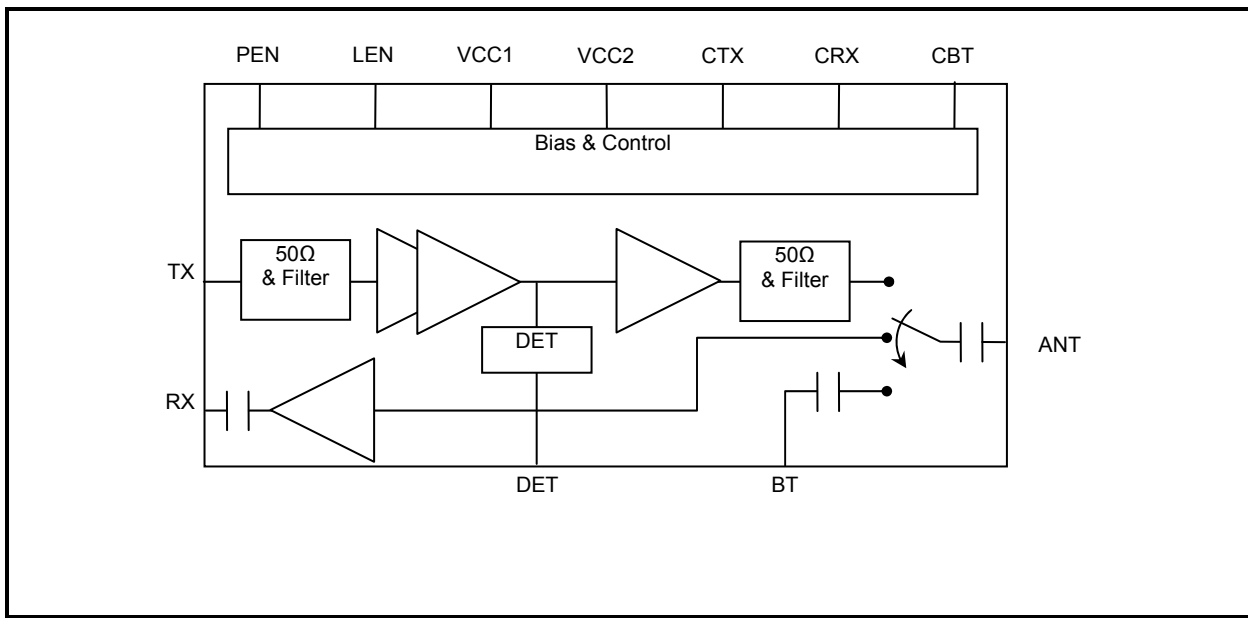 PEN LEN VCC1 VCC2 CTX CRX CBT
Bias & Control
TX
50Ω
& Filter
50Ω
& Filter
DET
ANT
RX
DET
BT